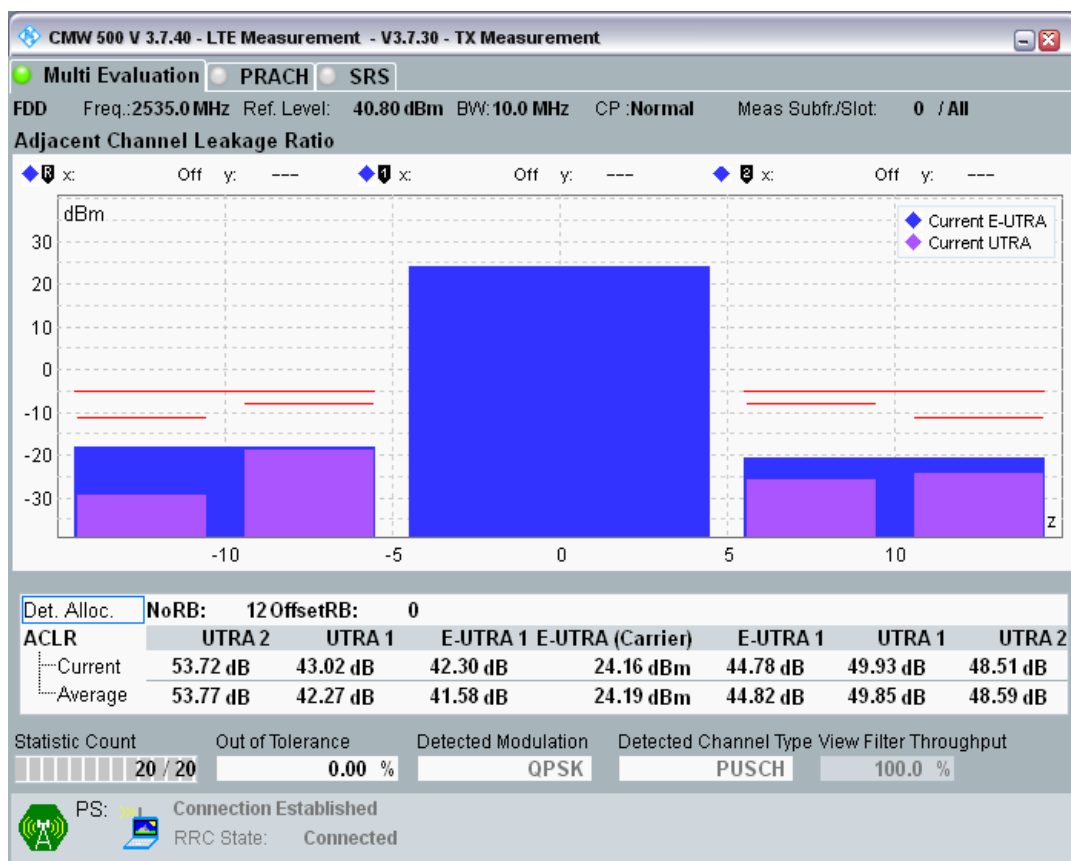 CMW 500 V 3.7.40 - LTE Measurement - V3.7.30 - TX Measurement
Multi Evaluation PRACH SRS
FDD Freq.:2535.0 MHz Ref. Level: 40.80 dBm BW:10.0 MHz CP :Normal Meas Subfr./Slot: 0 / All
Adjacent Channel Leakage Ratio
R x: Off y: --- 1 x: Off y: --- 2 x: Off y: ---
dBm
Current E-UTRA
Current UTRA
30
20
10
0
-10
-20
-30
z
-10 -5 0 5 10
Det. Alloc. NoRB: 12 OffsetRB: 0
ACLR UTRA 2 UTRA 1 E-UTRA 1 E-UTRA (Carrier) E-UTRA 1 UTRA 1 UTRA 2
Current 53.72 dB 43.02 dB 42.30 dB 24.16 dBm 44.78 dB 49.93 dB 48.51 dB
Average 53.77 dB 42.27 dB 41.58 dB 24.19 dBm 44.82 dB 49.85 dB 48.59 dB
Statistic Count Out of Tolerance Detected Modulation Detected Channel Type View Filter Throughput
20 / 20 0.00 % QPSK PUSCH 100.0 %
PS: Connection Established
RRC State: Connected